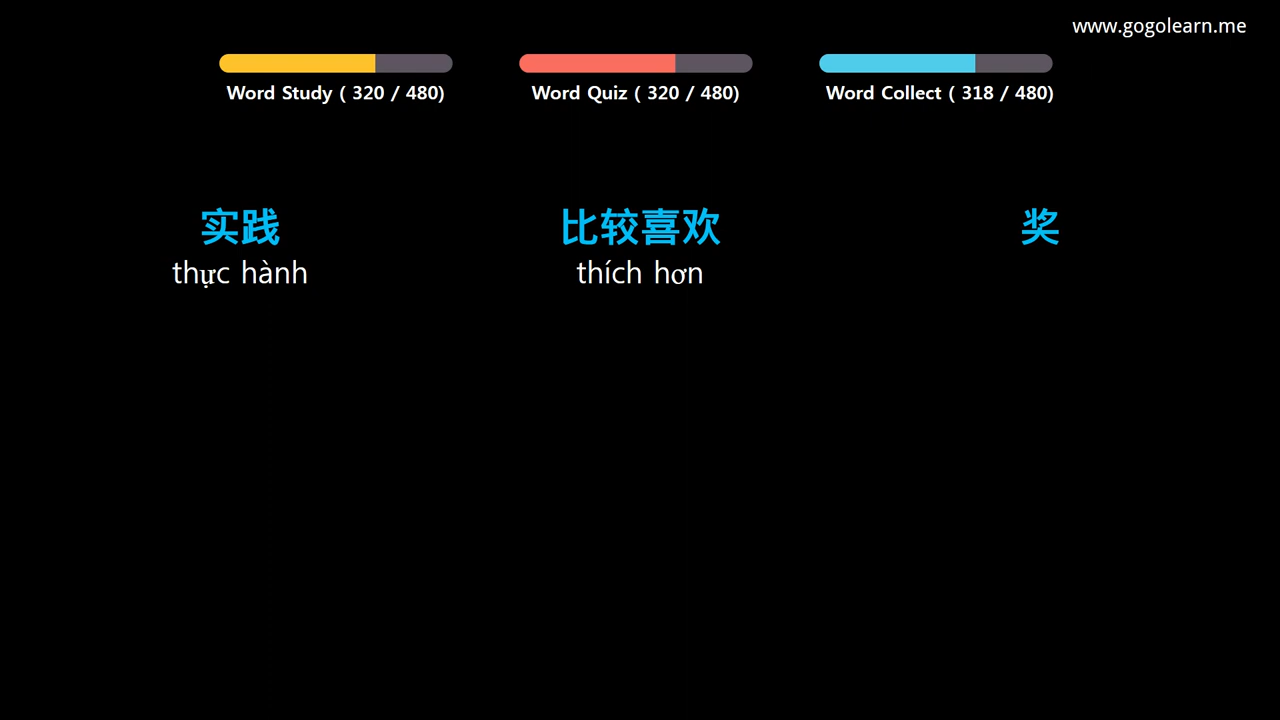 www.gogolearn.me
Word Study ( 320 / 480)
Word Quiz ( 320 / 480)
Word Collect ( 318 / 480)
实践
thực hành
比较喜欢
thích hơn
奖